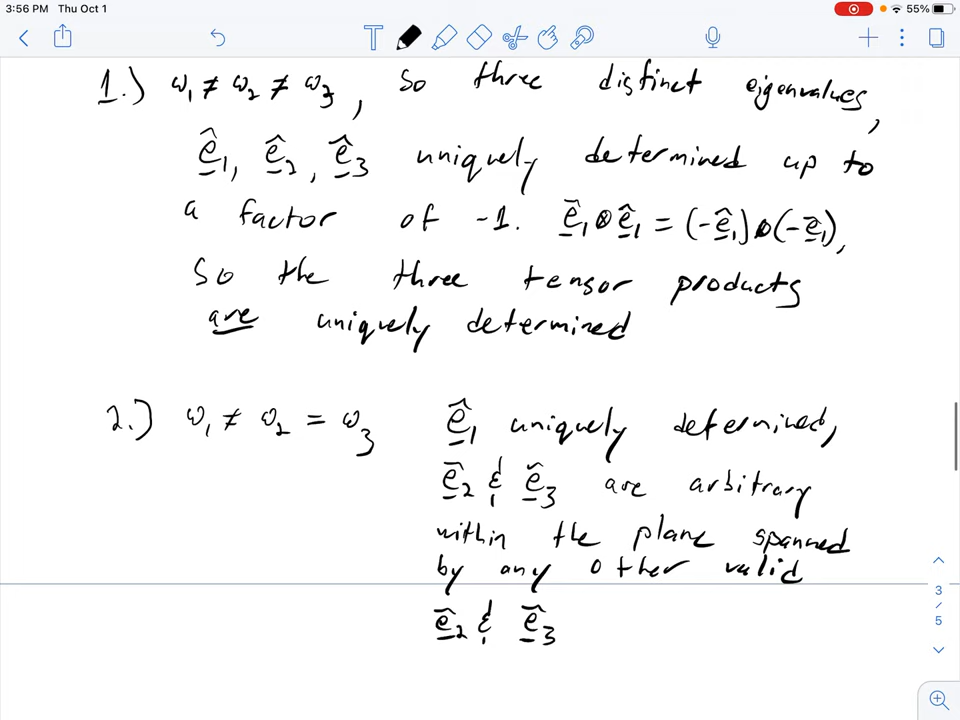 3:56 PM Thu Oct 1
55%
T
1.) ω₁ ≠ ω₂ ≠ ω₃, so three distinct eigenvalues,
ê₁, ê₂, ê₃ uniquely determined up to
a factor of -1. ê₁⊗ê₁ = (-ê₁)⊗(-ê₁),
so the three tensor products
are uniquely determined
2.) ω₁ ≠ ω₂ = ω₃ ê₁ uniquely determined,
ê₂ & ê₃ are arbitrary
within the plane spanned
by any other valid
ê₂ & ê₃
3
/
5